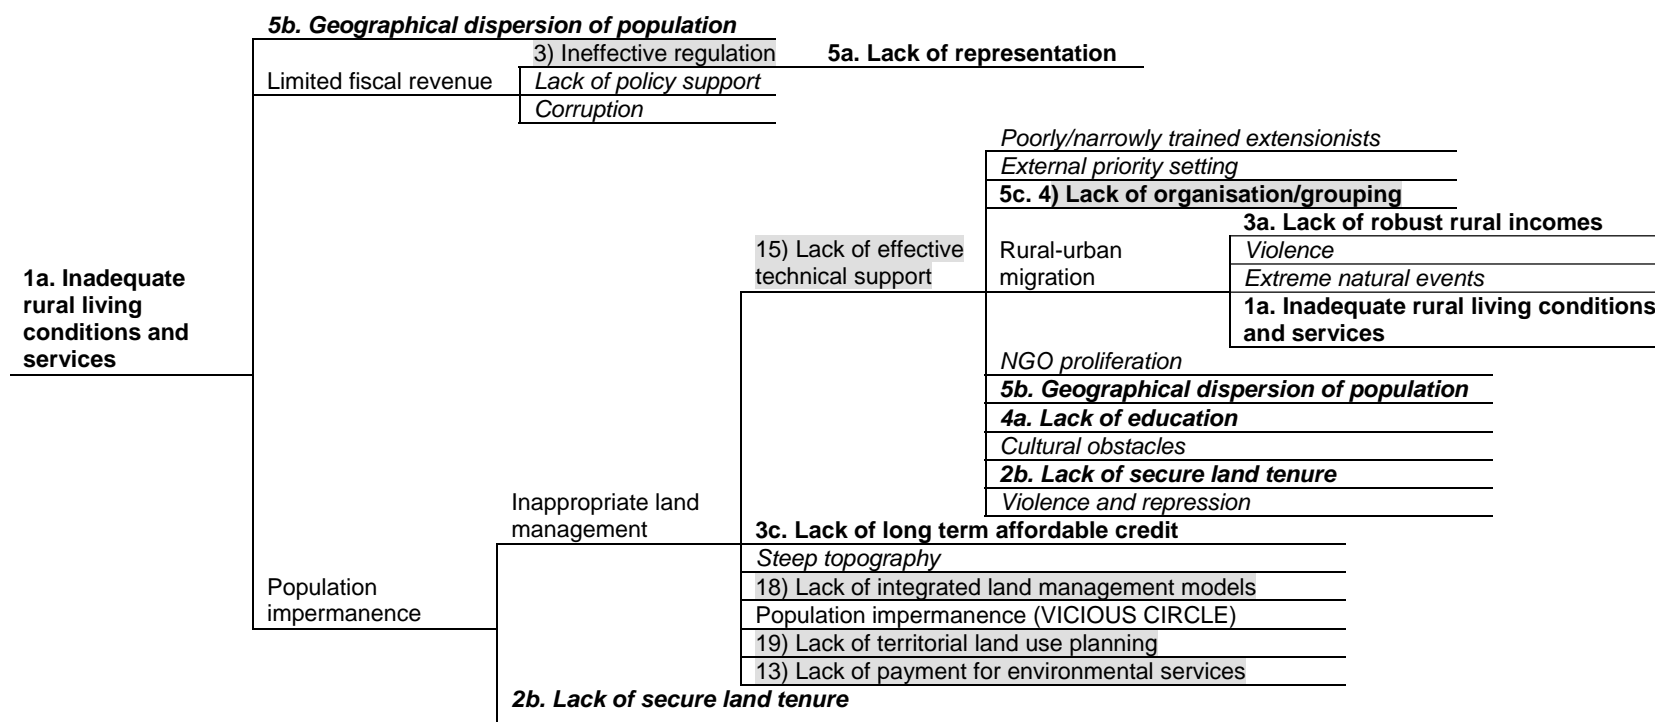 5b. Geographical dispersion of population
3) Ineffective regulation 5a. Lack of representation
Limited fiscal revenue Lack of policy support
Corruption
Poorly/narrowly trained extensionists
External priority setting
5c. 4) Lack of organisation/grouping
3a. Lack of robust rural incomes
15) Lack of effective
technical support
Rural-urban
migration
Violence
Extreme natural events
1a. Inadequate rural living conditions
and services
1a. Inadequate
rural living
conditions and
services
NGO proliferation
5b. Geographical dispersion of population
4a. Lack of education
Cultural obstacles
2b. Lack of secure land tenure
Violence and repression
Inappropriate land
management
3c. Lack of long term affordable credit
Steep topography
Population
impermanence
18) Lack of integrated land management models
Population impermanence (VICIOUS CIRCLE)
19) Lack of territorial land use planning
13) Lack of payment for environmental services
2b. Lack of secure land tenure